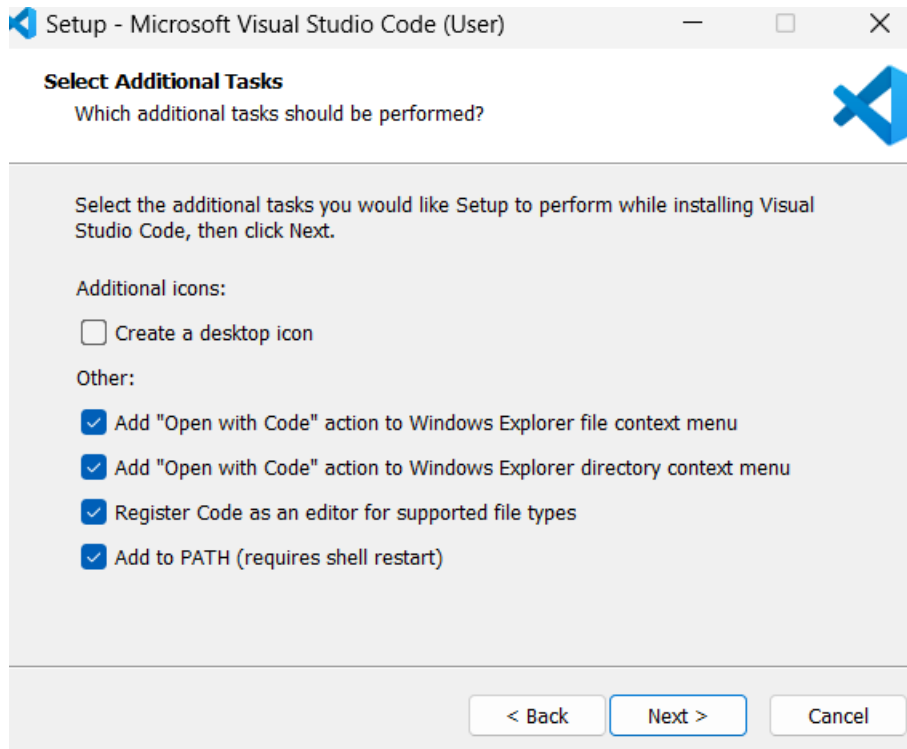 Setup - Microsoft Visual Studio Code (User)
Select Additional Tasks
Which additional tasks should be performed?
Select the additional tasks you would like Setup to perform while installing Visual
Studio Code, then click Next.
Additional icons:
Create a desktop icon
Other:
Add "Open with Code" action to Windows Explorer file context menu
Add "Open with Code" action to Windows Explorer directory context menu
Register Code as an editor for supported file types
Add to PATH (requires shell restart)
< Back Next > Cancel